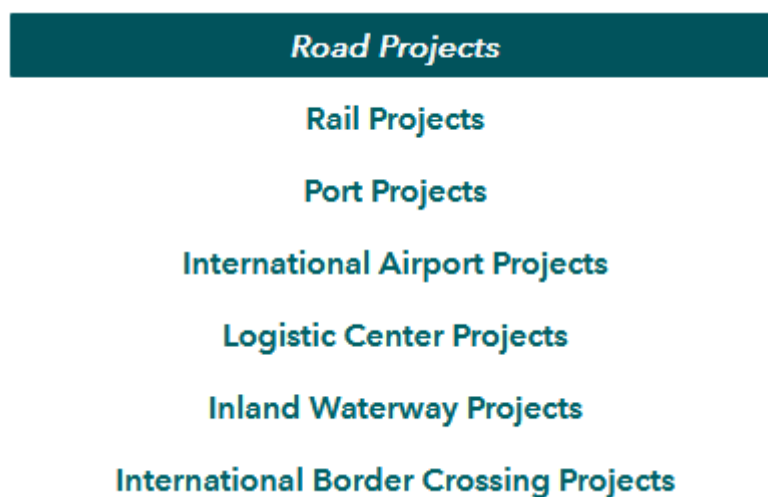 Road Projects
Rail Projects
Port Projects
International Airport Projects
Logistic Center Projects
Inland Waterway Projects
International Border Crossing Projects